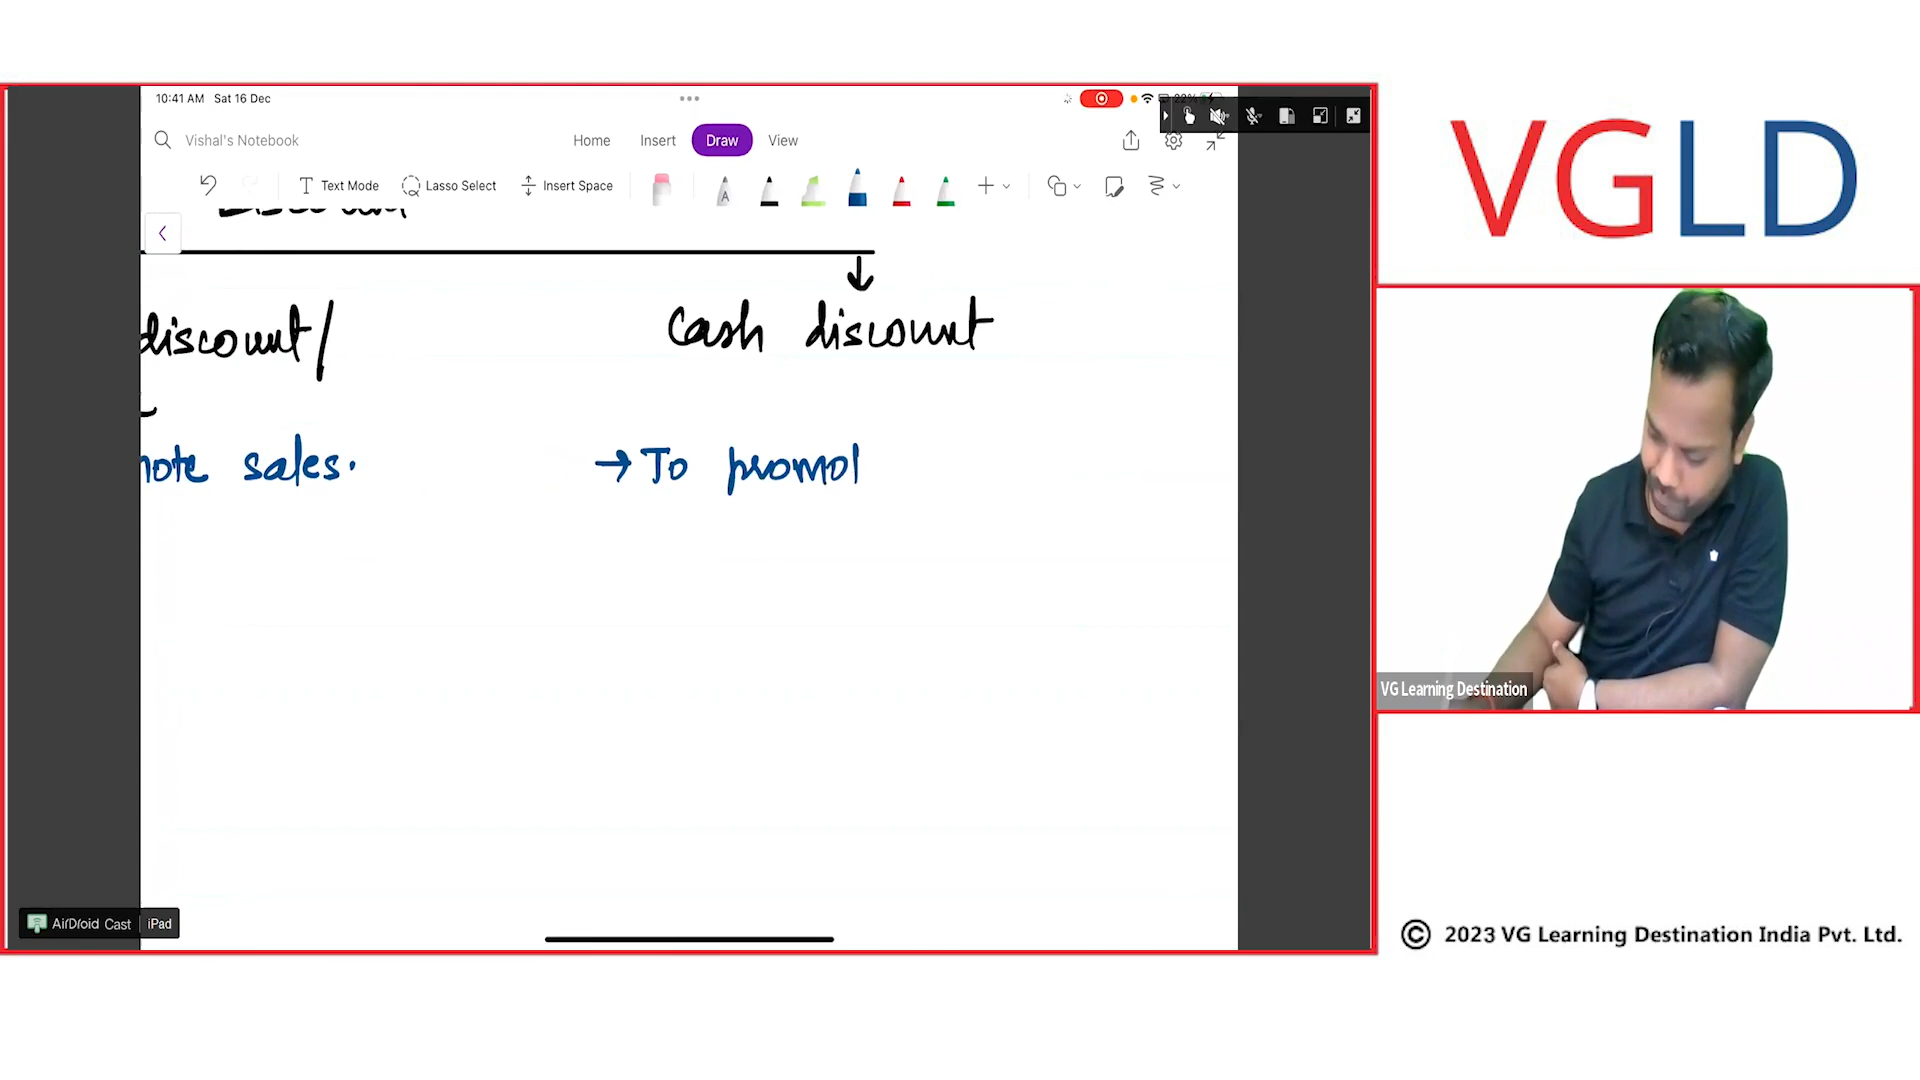 10:41 AM Sat 16 Dec
22%
Vishal's Notebook
Home Insert Draw View
Text Mode Lasso Select Insert Space
A
discount/ Cash discount
mote sales. → To promot
AirDroid Cast iPad
VGLD
VG Learning Destination
© 2023 VG Learning Destination India Pvt. Ltd.